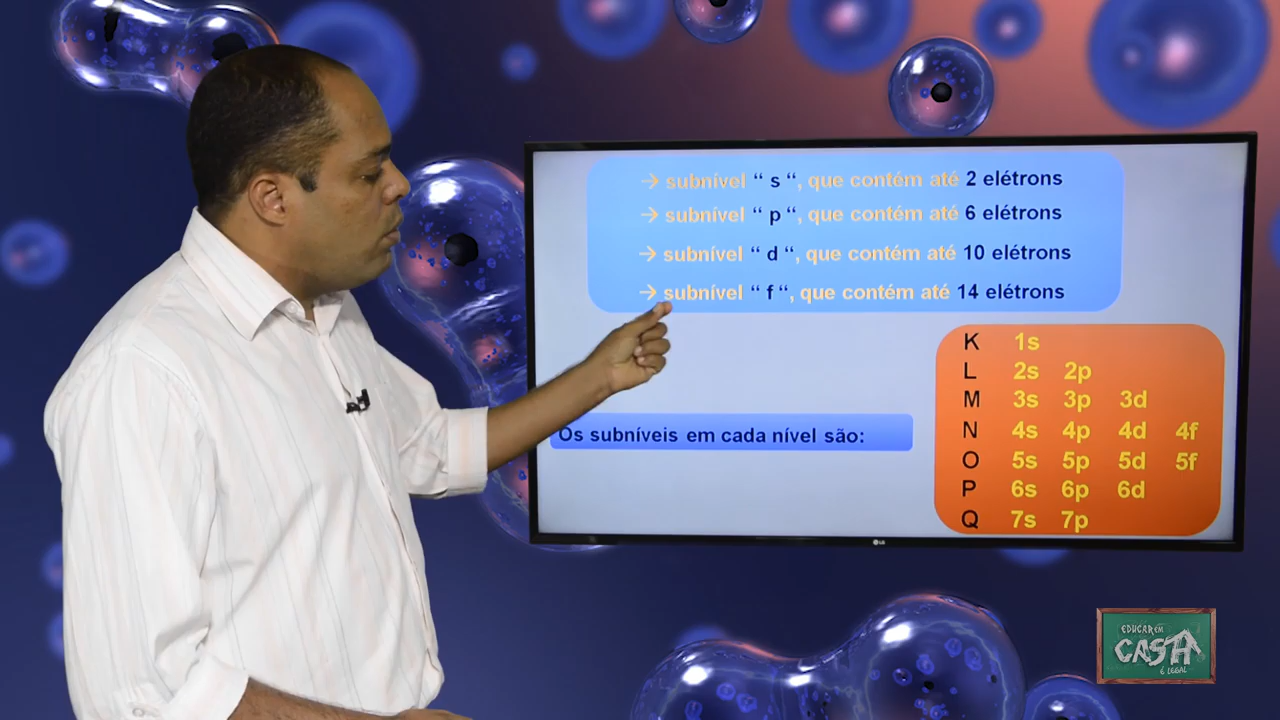 → subnível “ s “, que contém até 2 elétrons
→ subnível “ p “, que contém até 6 elétrons
→ subnível “ d “, que contém até 10 elétrons
→ subnível “ f “, que contém até 14 elétrons
Os subníveis em cada nível são:
K 1s
L 2s 2p
M 3s 3p 3d
N 4s 4p 4d 4f
O 5s 5p 5d 5f
P 6s 6p 6d
Q 7s 7p
LG
EDUCAR EM
CASA
É LEGAL